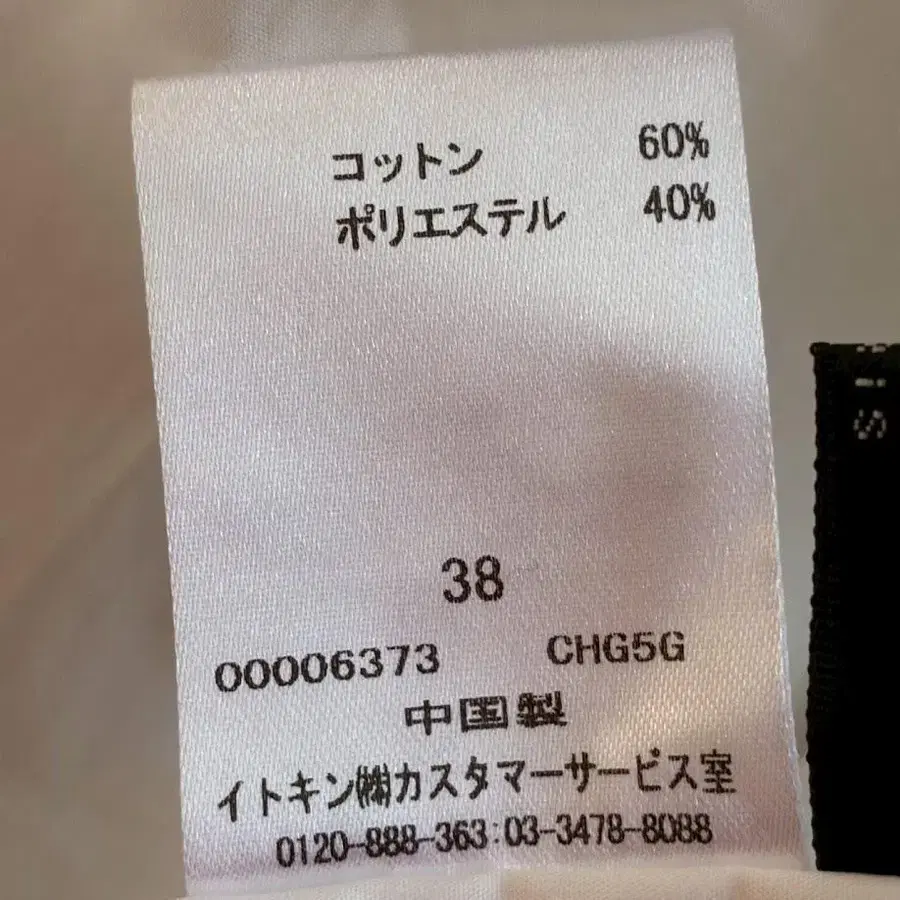 コットン 60%
ポリエステル 40%
38
00006373 CHG5G
中国製
イトキン㈱カスタマーサービス室
0120-888-363:03-3478-8088